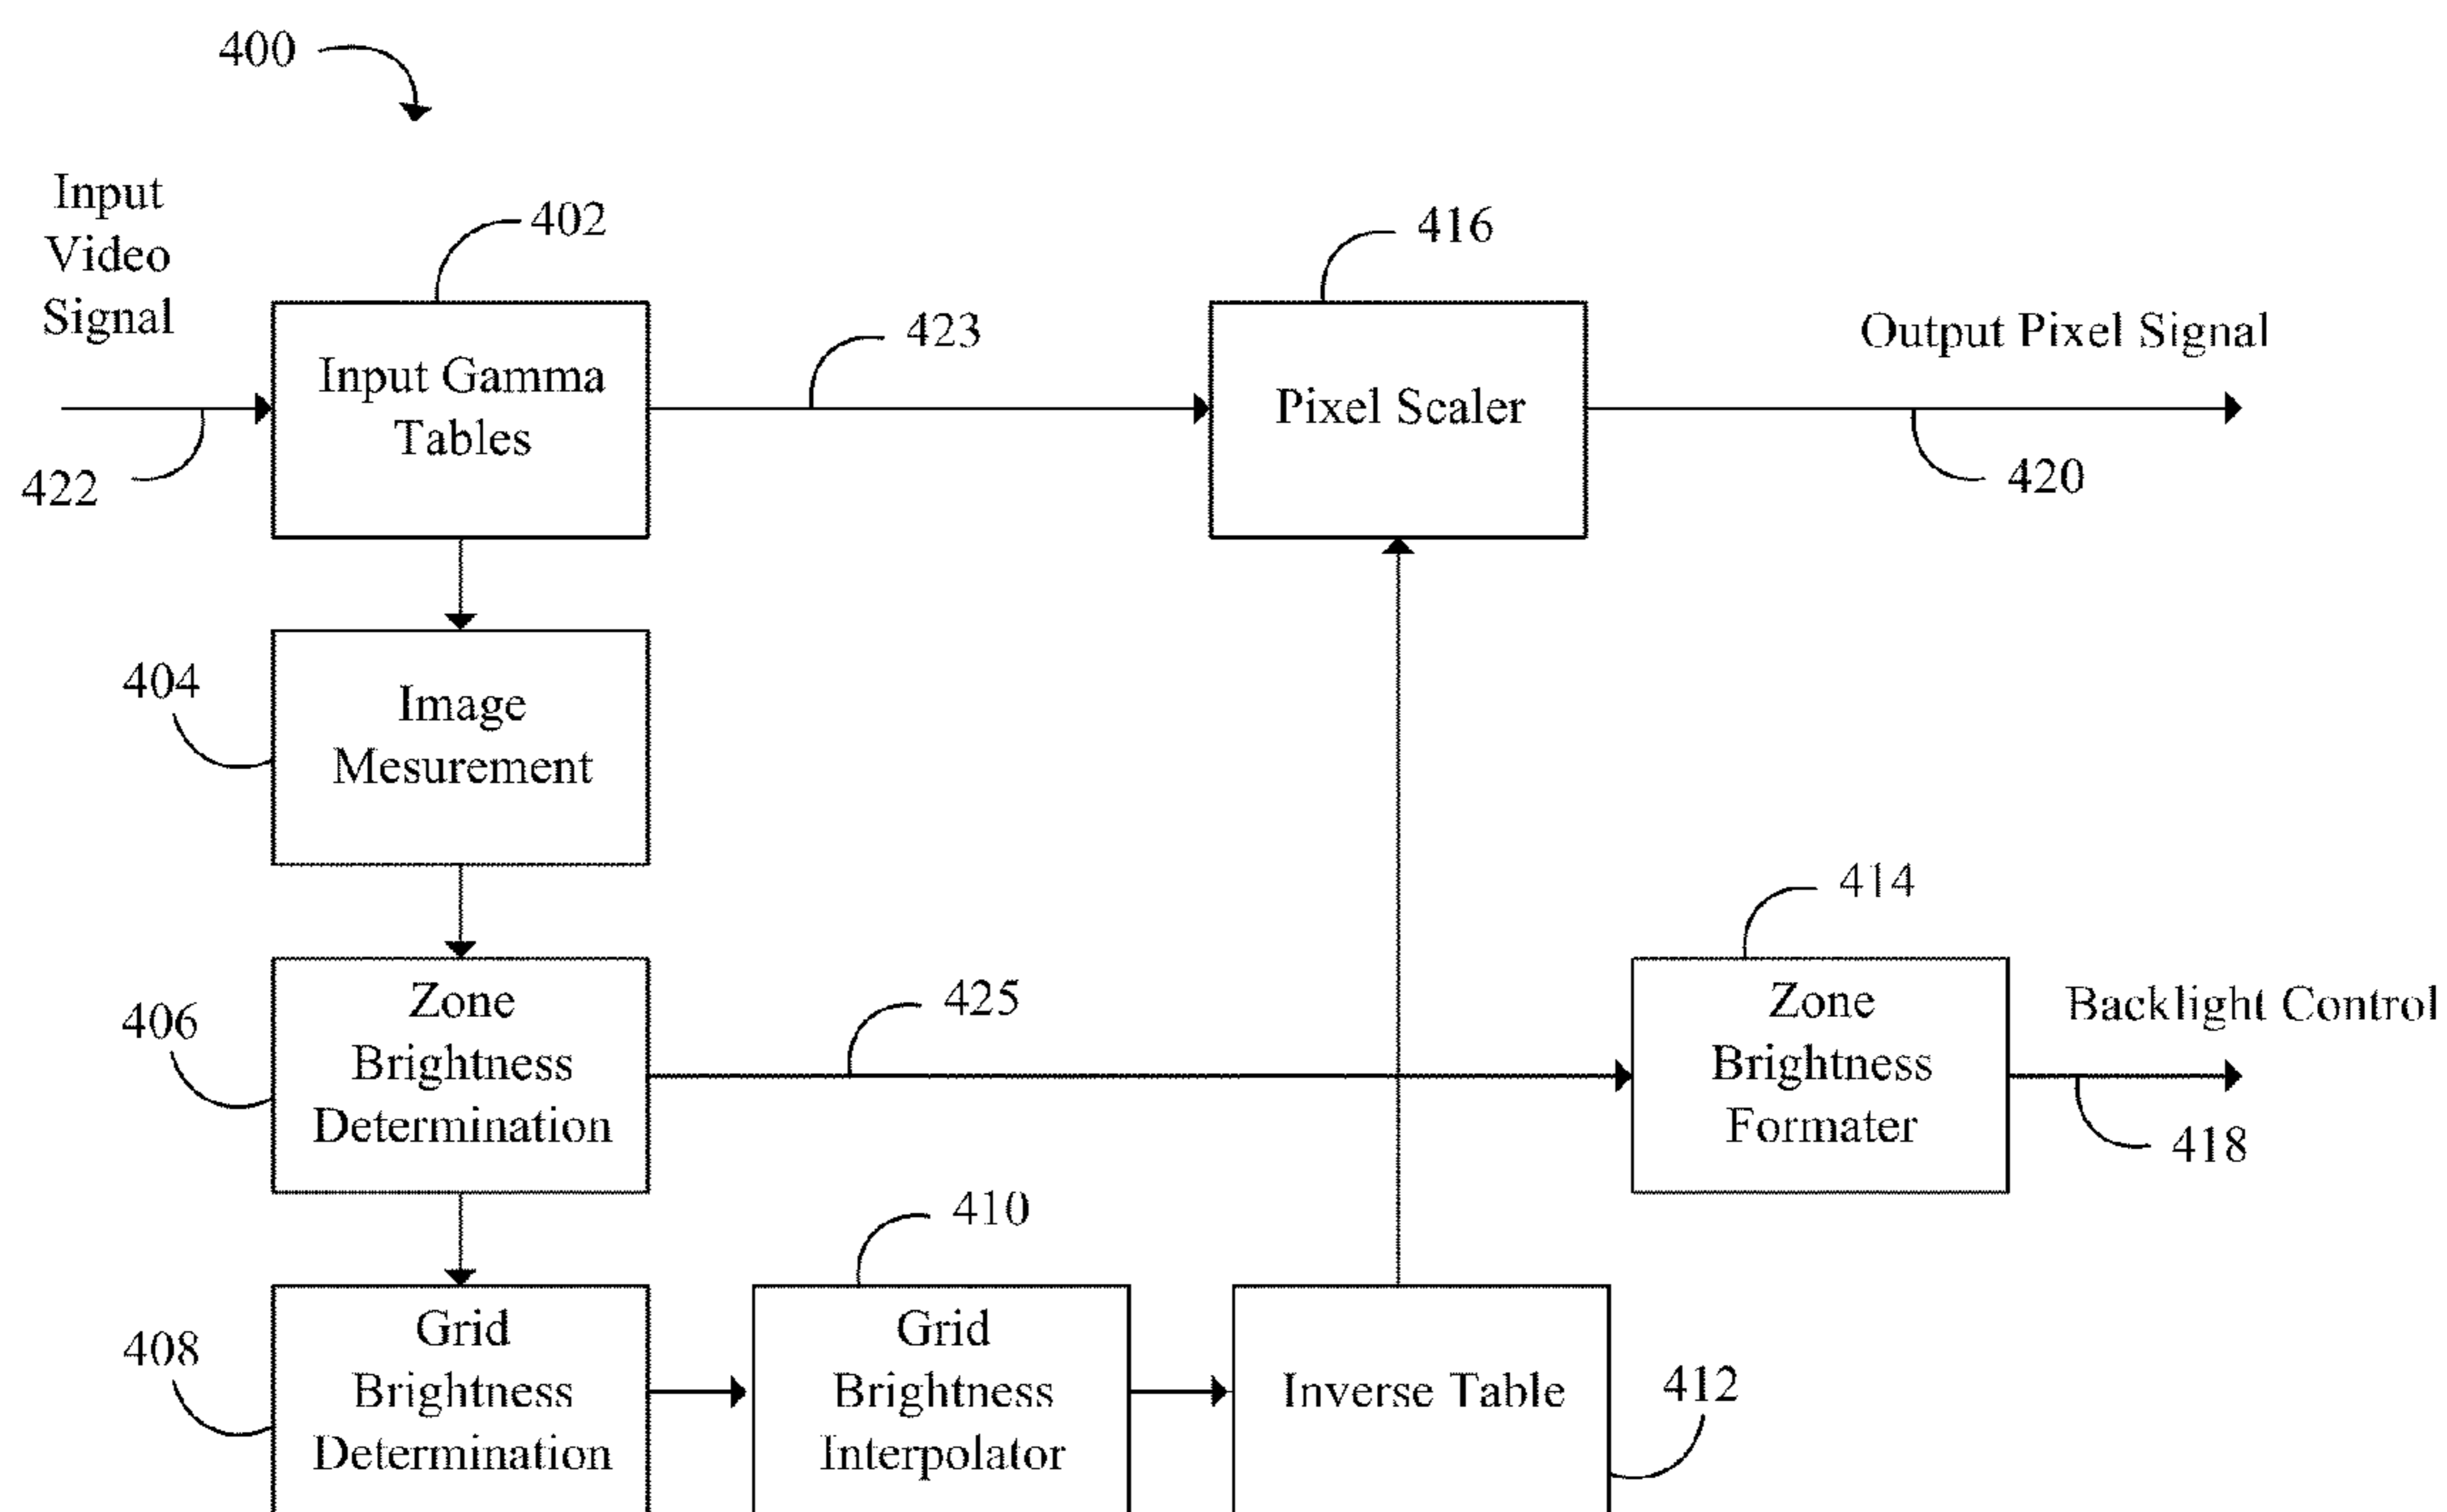 400
Input
Video
Signal
402
416
423
Output Pixel Signal
Input Gamma
Tables
Pixel Scaler
422
420
404
Image
Mesurement
414
406
Zone
Brightness
Determination
425
Zone
Brightness
Formater
Backlight Control
418
410
408
Grid
Brightness
Determination
Grid
Brightness
Interpolator
Inverse Table
412